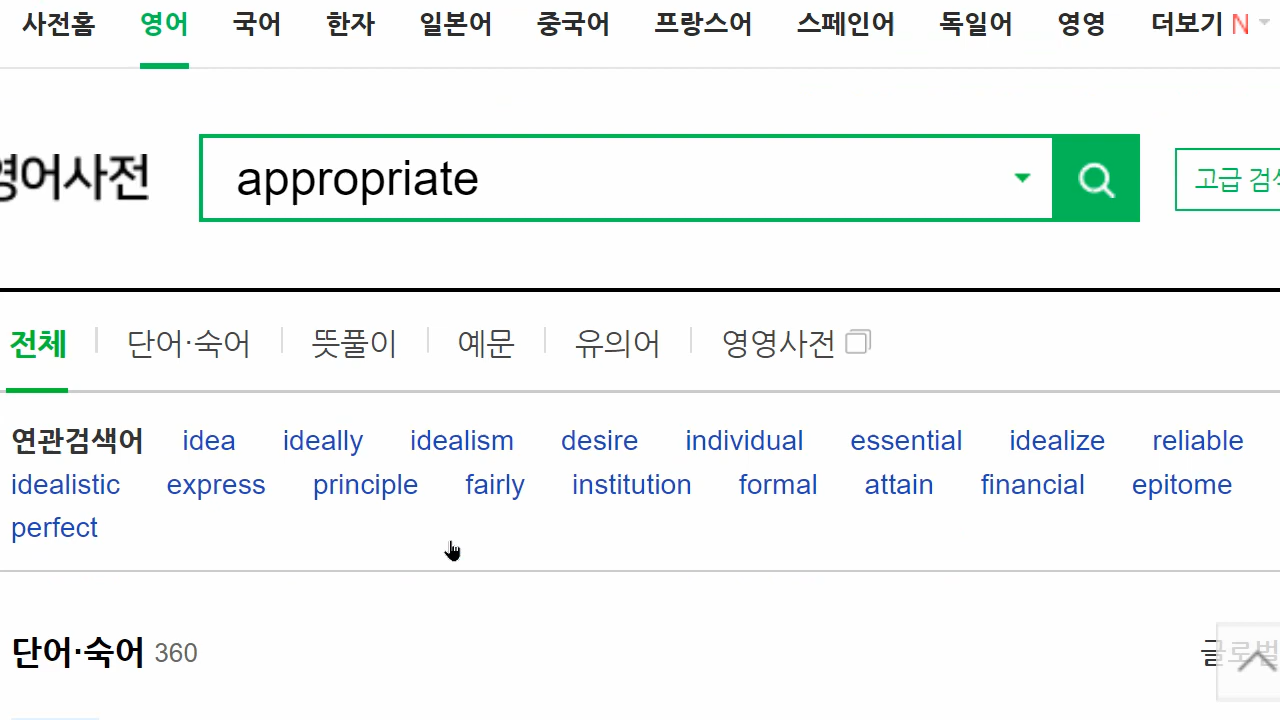 사전홈 영어 국어 한자 일본어 중국어 프랑스어 스페인어 독일어 영영 더보기 N
영어사전 appropriate 고급 검색
전체 단어·숙어 뜻풀이 예문 유의어 영영사전
연관검색어 idea ideally idealism desire individual essential idealize reliable
idealistic express principle fairly institution formal attain financial epitome
perfect
단어·숙어 360 글로벌